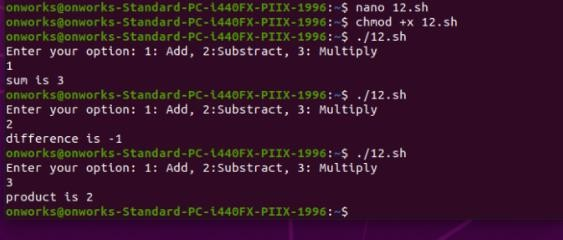 onworks@onworks-Standard-PC-i440FX-PIIX-1996:~$ nano 12.sh
onworks@onworks-Standard-PC-i440FX-PIIX-1996:~$ chmod +x 12.sh
onworks@onworks-Standard-PC-i440FX-PIIX-1996:~$ ./12.sh
Enter your option: 1: Add, 2:Substract, 3: Multiply
1
sum is 3
onworks@onworks-Standard-PC-i440FX-PIIX-1996:~$ ./12.sh
Enter your option: 1: Add, 2:Substract, 3: Multiply
2
difference is -1
onworks@onworks-Standard-PC-i440FX-PIIX-1996:~$ ./12.sh
Enter your option: 1: Add, 2:Substract, 3: Multiply
3
product is 2
onworks@onworks-Standard-PC-i440FX-PIIX-1996:~$